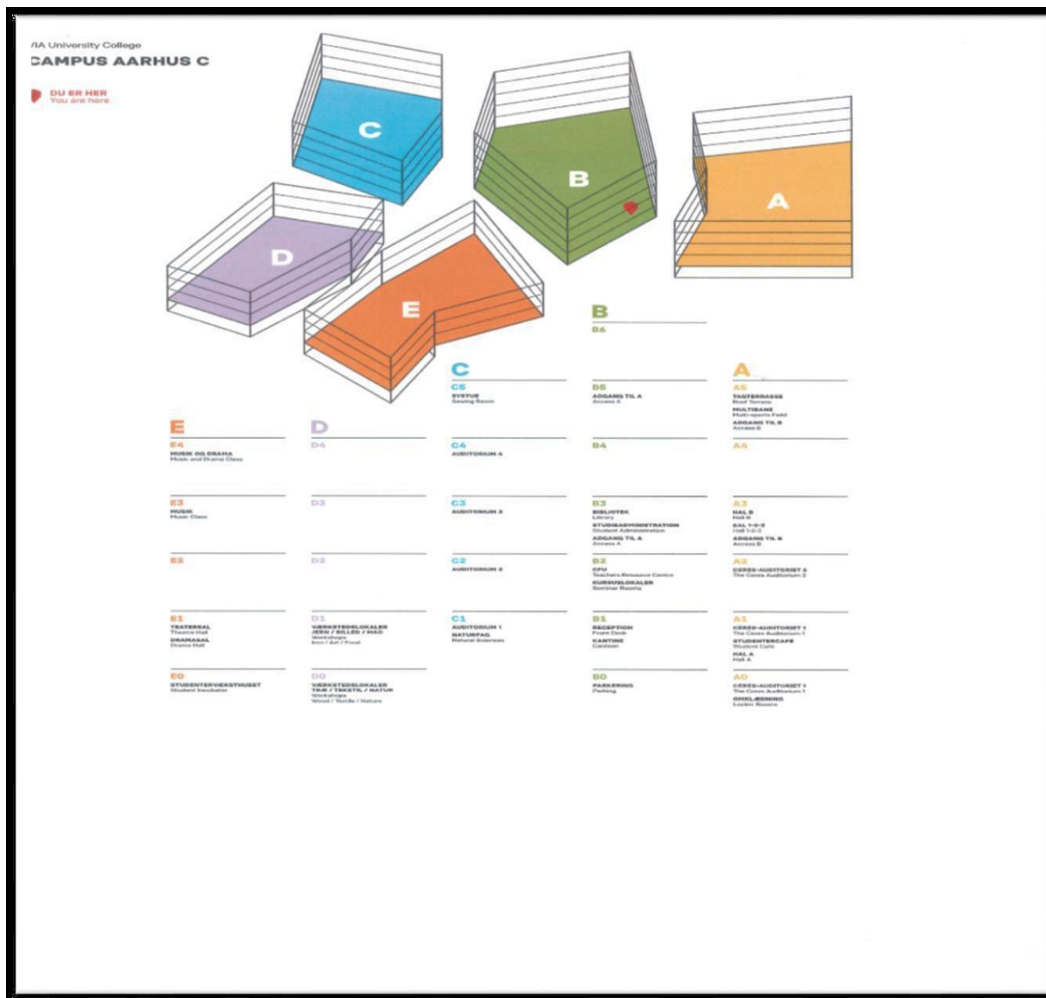 VIA University College
CAMPUS AARHUS C
DU ER HER
You are here
C
B
A
D
E
E
E4
MUSIK OG DRAMA
Music and Drama Class
E3
MUSIK
Music Class
E2
E1
TEATERSAL
Theatre Hall
DRAMASAL
Drama Hall
E0
STUDENTERVÆKSTHUSET
Student Incubator
D
D4
D3
D2
D1
VÆRKSTEDSLOKALER
JERN / BILLED / MAD
Workshops
Iron / Art / Food
D0
VÆRKSTEDSLOKALER
TRÆ / TEKSTIL / NATUR
Workshops
Wood / Textile / Nature
C
C5
SYSTUE
Sewing Room
C4
AUDITORIUM 4
C3
AUDITORIUM 3
C2
AUDITORIUM
C1
AUDITORIUM 1
NATURFAG
Natural Sciences
B
B6
B5
ADGANG TIL A
Access A
B4
B3
BIBLIOTEK
Library
STUDIEADMINISTRATION
Student Administration
ADGANG TIL A
Access A
B2
CFU
Teachers Resource Centre
KURSUSLOKALER
Seminar Rooms
B1
RECEPTION
Front Desk
KANTINE
Canteen
B0
PARKERING
Parking
A
A5
TAGTERRASSE
Roof Terrace
MULTIBANE
Multi-sports Field
ADGANG TIL B
Access B
A4
A3
HAL B
Hall B
SAL 1-2-3
Hall 1-2-3
ADGANG TIL B
Access B
A2
CERES-AUDITORIET 2
The Ceres Auditorium 2
A1
CERES-AUDITORIET 1
The Ceres Auditorium 1
STUDENTERCAFÉ
Student Café
HAL A
Hall A
A0
CERES-AUDITORIET 1
The Ceres Auditorium 1
OMKLÆDNING
Locker Rooms